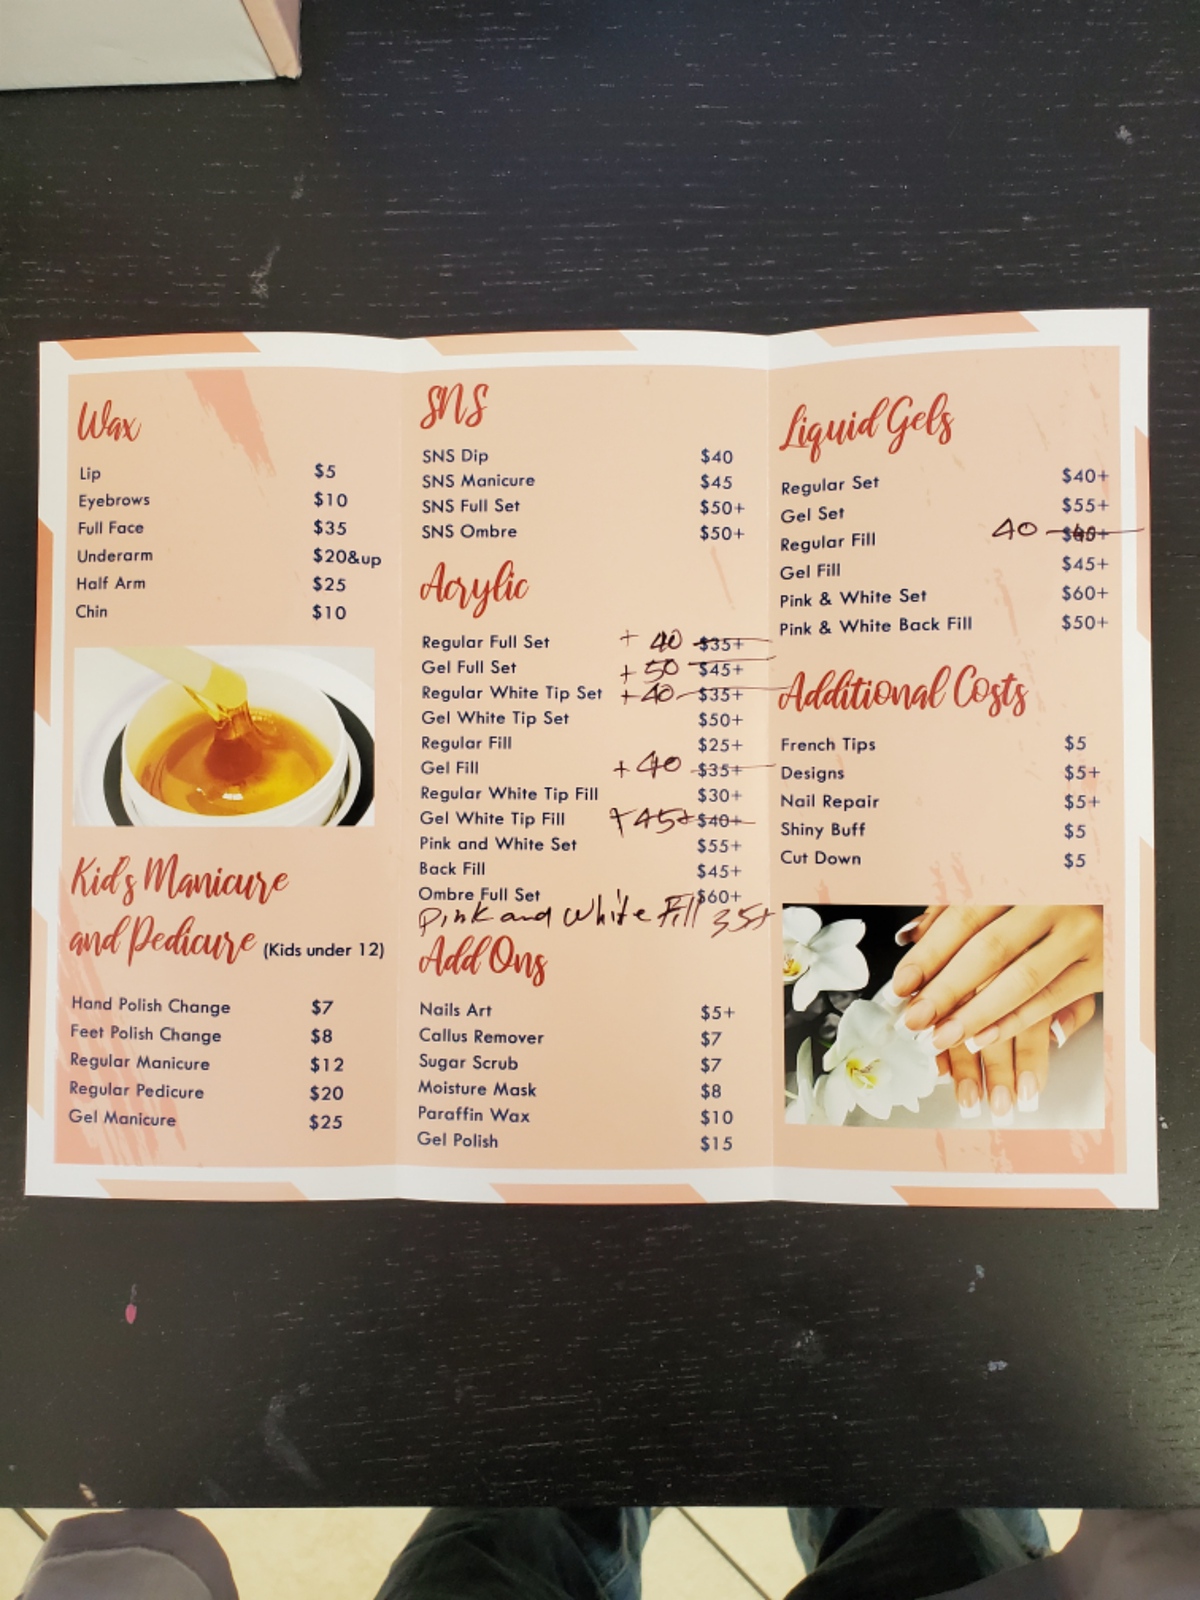 Wax
Lip $5
Eyebrows $10
Full Face $35
Underarm $20&up
Half Arm $25
Chin $10
Kid's Manicure
and Pedicure (Kids under 12)
Hand Polish Change $7
Feet Polish Change $8
Regular Manicure $12
Regular Pedicure $20
Gel Manicure $25
SNS
SNS Dip $40
SNS Manicure $45
SNS Full Set $50+
SNS Ombre $50+
Acrylic
Regular Full Set + 40 $35+
Gel Full Set + 50 $45+
Regular White Tip Set + 40 $35+
Gel White Tip Set $50+
Regular Fill $25+
Gel Fill + 40 $35+
Regular White Tip Fill $30+
Gel White Tip Fill +45+ $40+
Pink and White Set $55+
Back Fill $45+
Ombre Full Set $60+
Pink and White Fill 35+
Add Ons
Nails Art $5+
Callus Remover $7
Sugar Scrub $7
Moisture Mask $8
Paraffin Wax $10
Gel Polish $15
Liquid Gels
Regular Set $40+
Gel Set $55+
Regular Fill 40
Gel Fill $45+
Pink & White Set $60+
Pink & White Back Fill $50+
Additional Costs
French Tips $5
Designs $5+
Nail Repair $5+
Shiny Buff $5
Cut Down $5